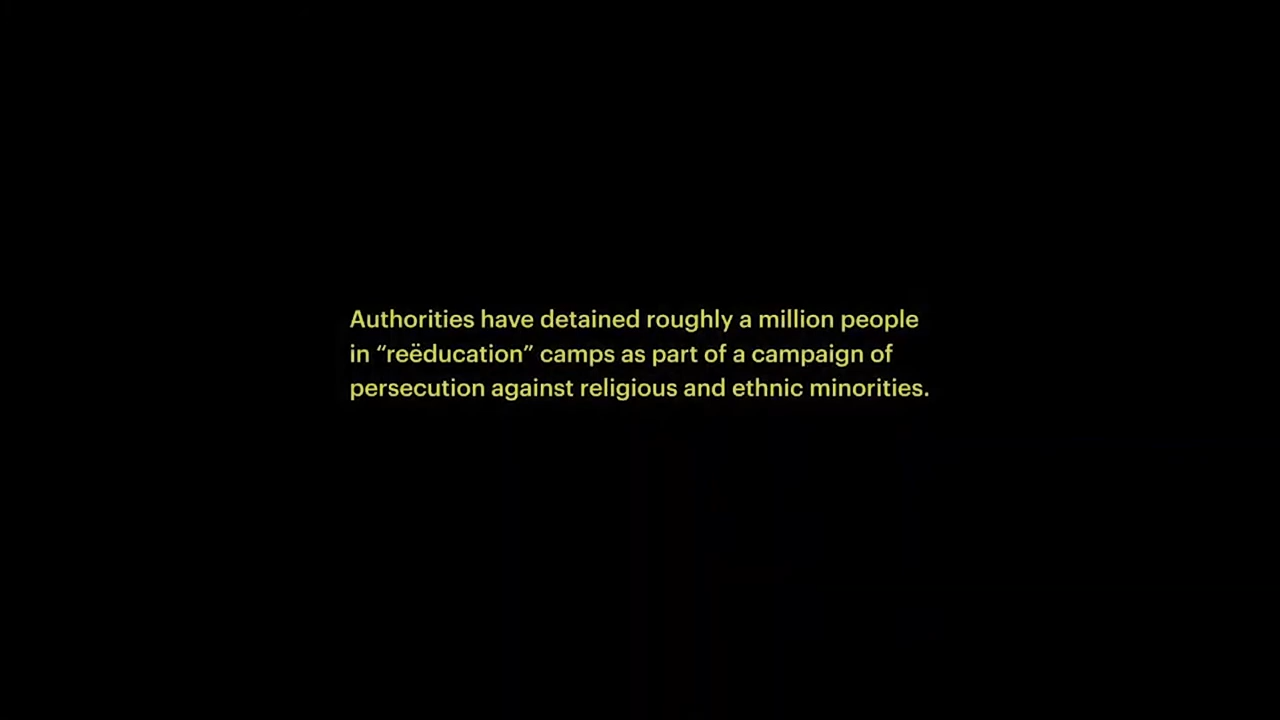 Authorities have detained roughly a million people
in “reëducation” camps as part of a campaign of
persecution against religious and ethnic minorities.